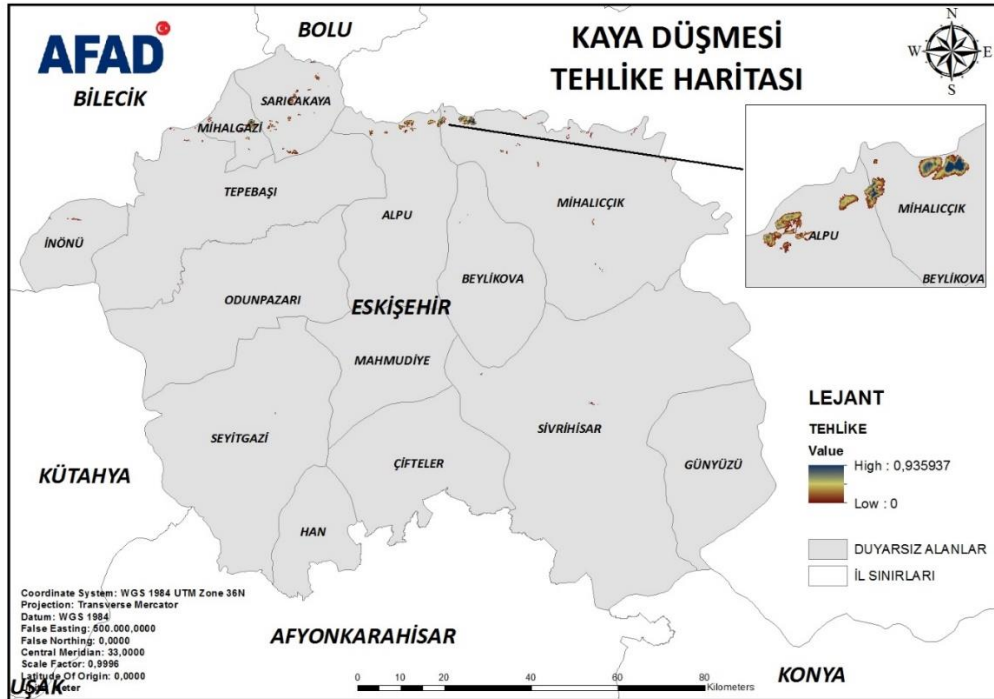 AFAD
BİLECİK
BOLU
KAYA DÜŞMESİ
TEHLİKE HARİTASI
N
W
E
S
SARICAKAYA
MİHALGAZİ
TEPEBAŞI
ALPU
MİHALIÇÇIK
İNÖNÜ
BEYLİKOVA
ODUNPAZARI
ESKİŞEHİR
MAHMUDİYE
SEYİTGAZİ
SİVRİHİSAR
ÇİFTELER
GÜNYÜZÜ
HAN
MİHALIÇÇIK
ALPU
BEYLİKOVA
KÜTAHYA
AFYONKARAHİSAR
KONYA
UŞAK
LEJANT
TEHLİKE
Value
High : 0,935937
Low : 0
DUYARSIZ ALANLAR
İL SINIRLARI
Coordinate System: WGS 1984 UTM Zone 36N
Projection: Transverse Mercator
Datum: WGS 1984
False Easting: 500.000,0000
False Northing: 0,0000
Central Meridian: 33,0000
Scale Factor: 0,9996
Latitude Of Origin: 0,0000
Meter
0 10 20 40 60 80
Kilometers